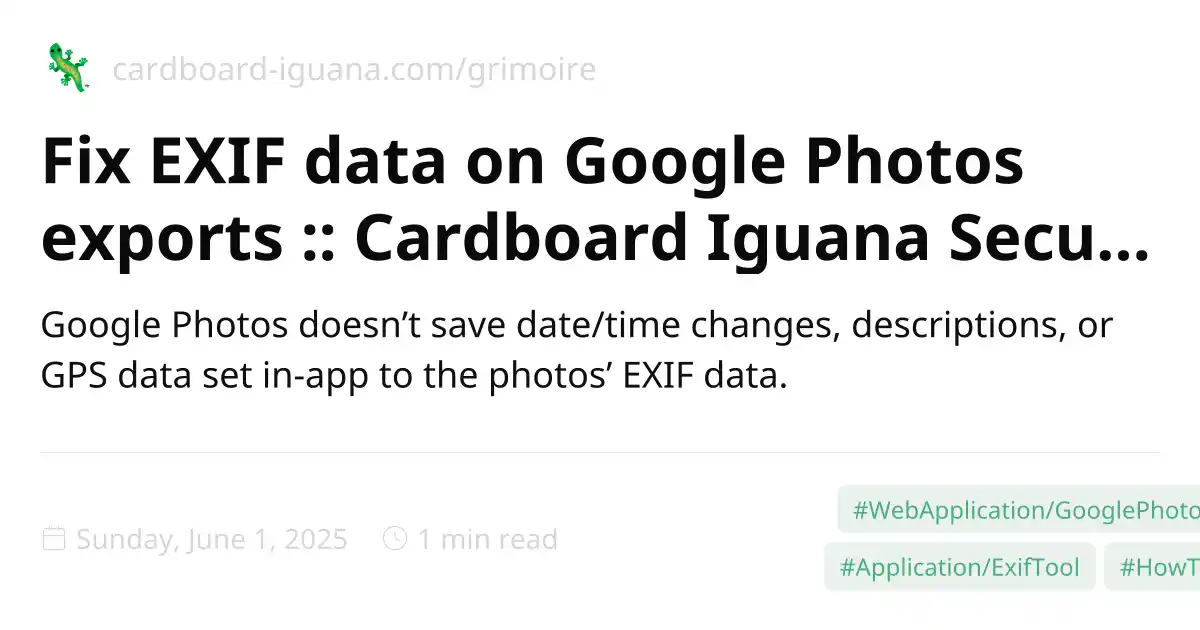 cardboard-iguana.com/grimoire
Fix EXIF data on Google Photos
exports :: Cardboard Iguana Secu...
Google Photos doesn’t save date/time changes, descriptions, or
GPS data set in-app to the photos’ EXIF data.
#WebApplication/GooglePhoto
Sunday, June 1, 2025 1 min read
#Application/ExifTool #HowT